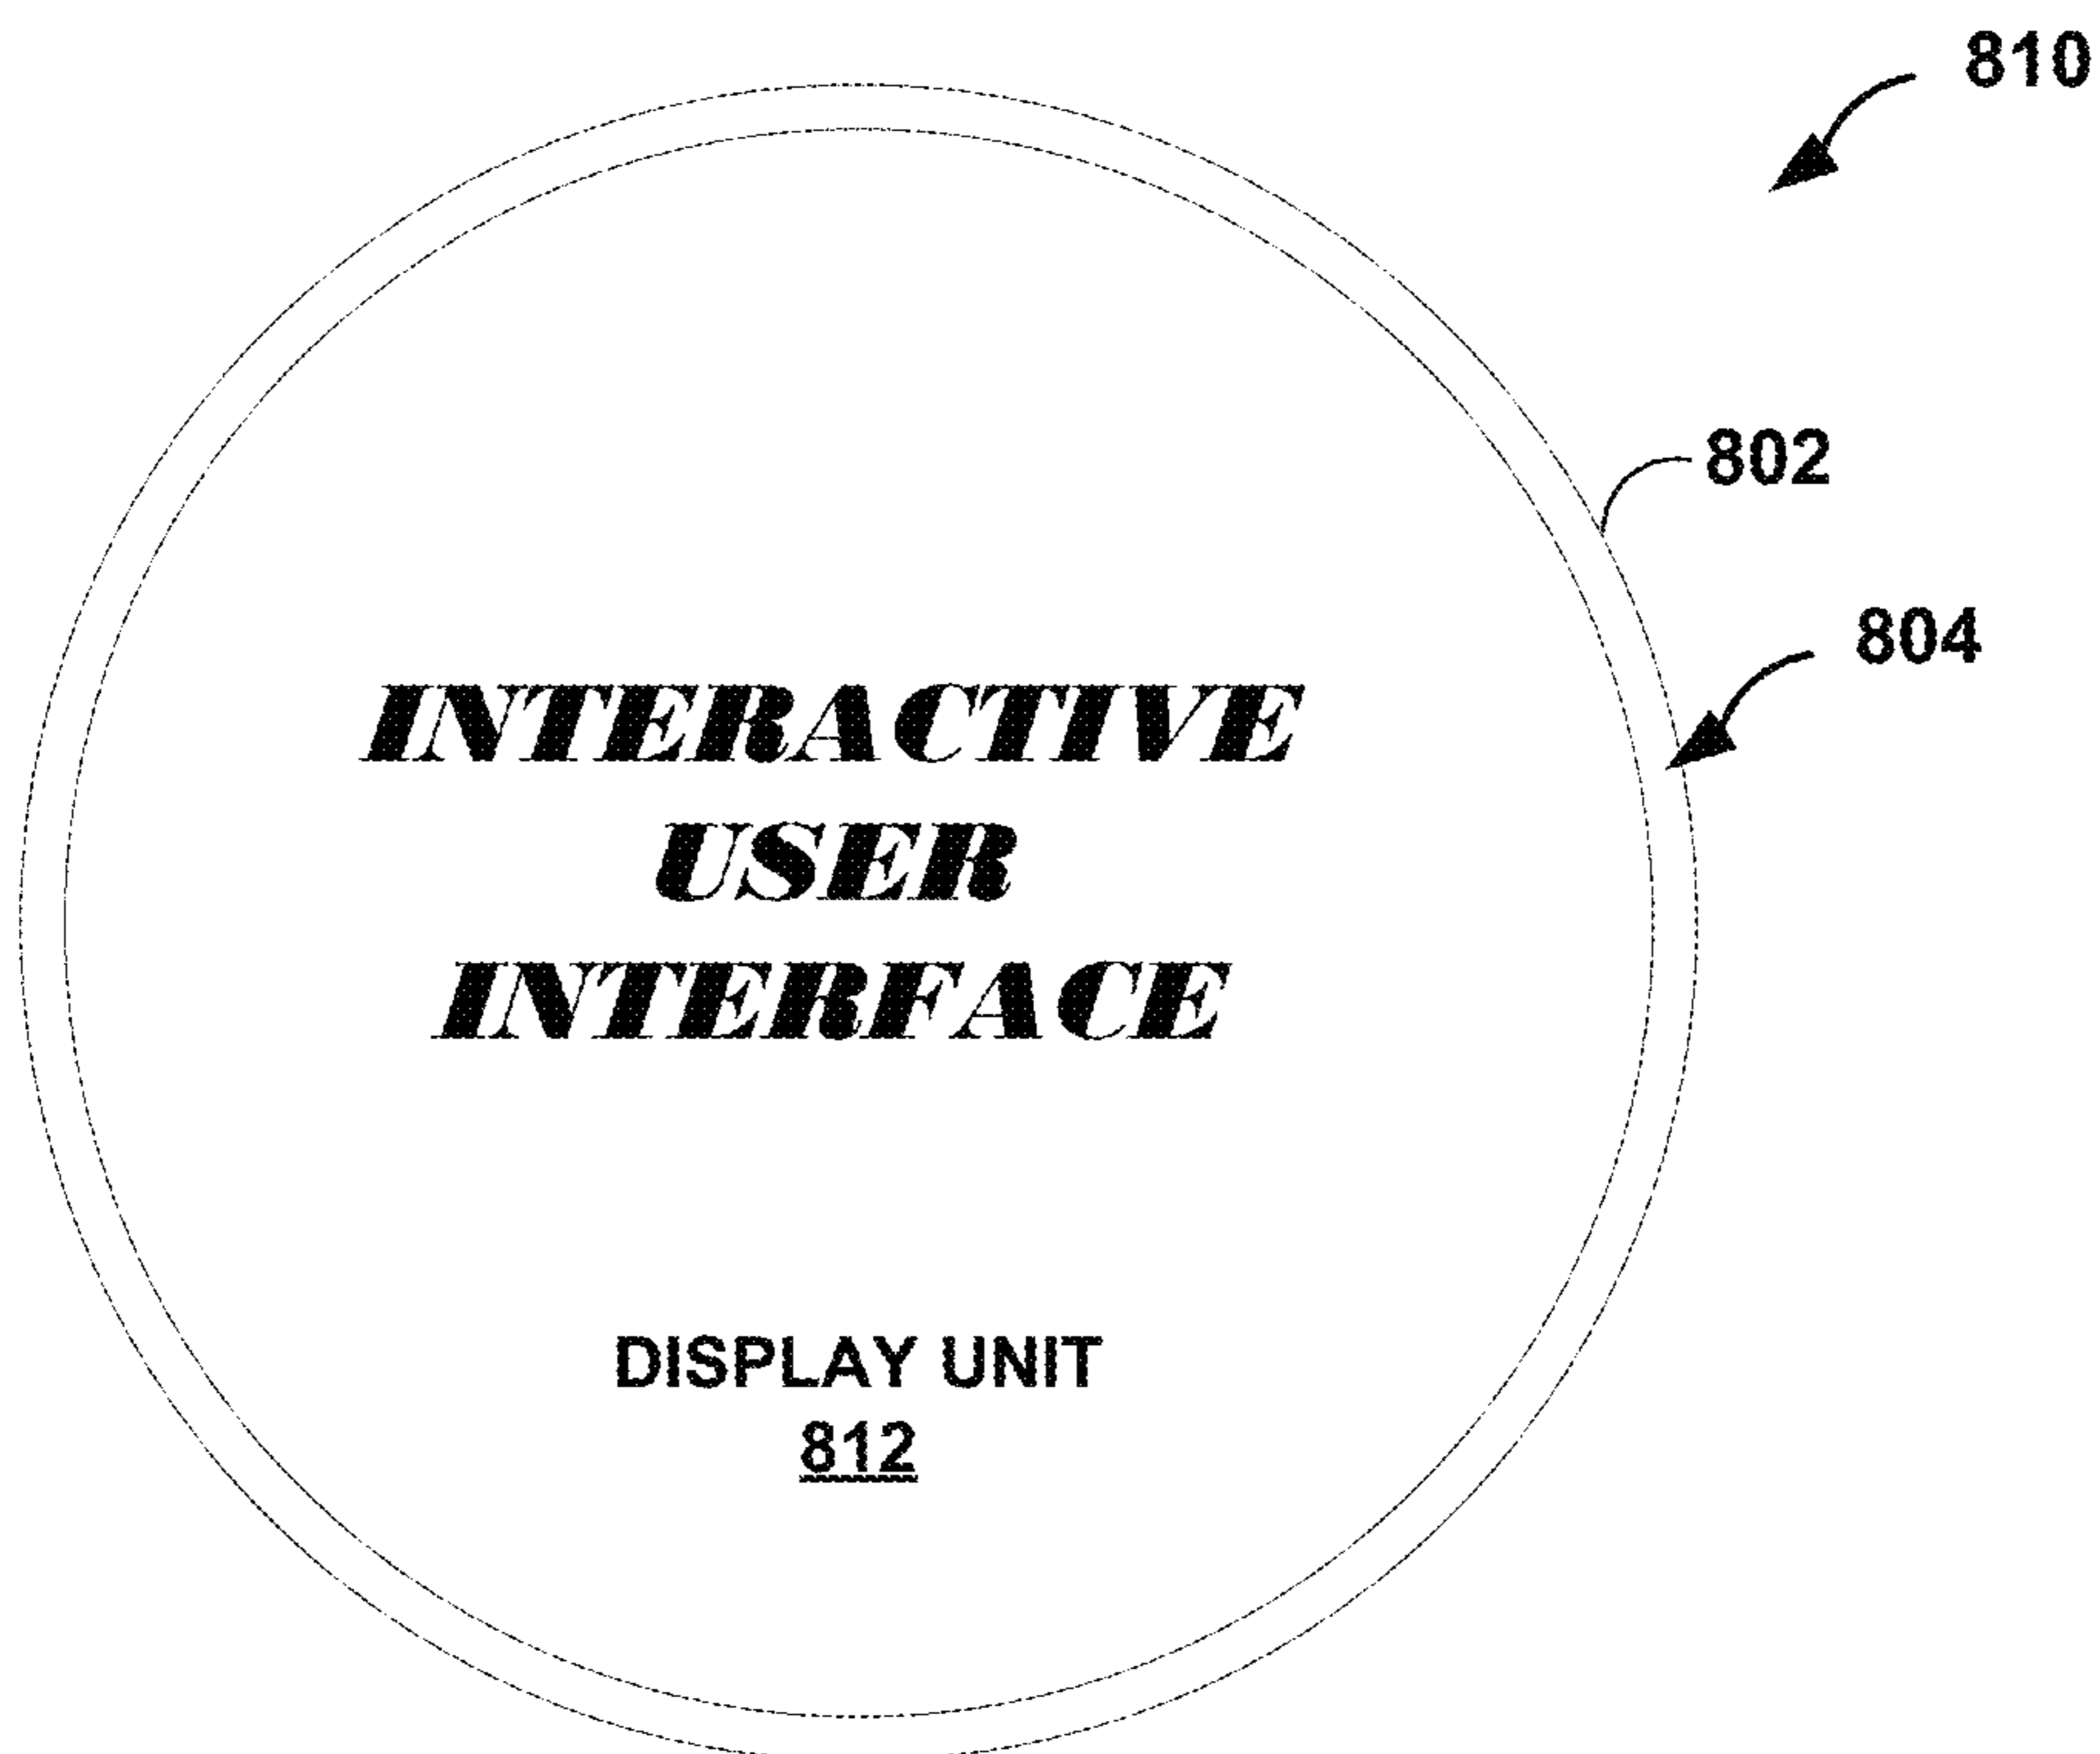 810
802
804
INTERACTIVE
USER
INTERFACE
DISPLAY UNIT
812